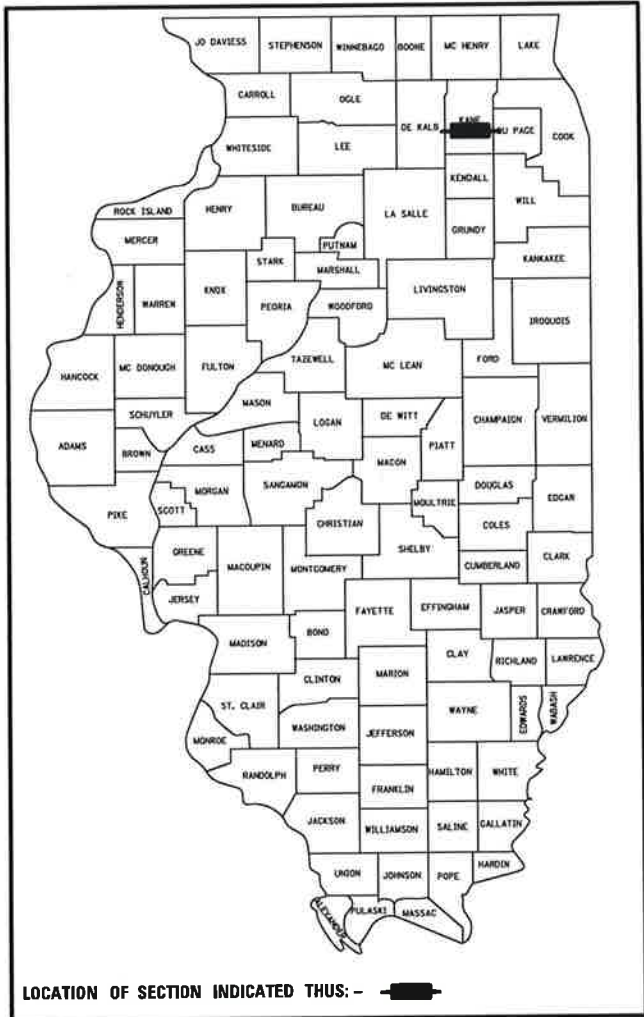 JO DAVIESS STEPHENSON WINNEBAGO BOONE MC HENRY LAKE
CARROLL OGLE DE KALB KANE DU PAGE COOK
WHITESIDE LEE
KENDALL
ROCK ISLAND HENRY BUREAU LA SALLE WILL
MERCER PUTNAM GRUNDY
STARK MARSHALL KANKAKEE
HENDERSON WARREN KNOX PEORIA WOODFORD LIVINGSTON IROQUOIS
HANCOCK MC DONOUGH FULTON TAZEWELL MC LEAN FORD
MASON
SCHUYLER LOGAN DE WITT CHAMPAIGN VERMILION
ADAMS BROWN CASS MENARD PIATT
MACON
MORGAN SANGAMON DOUGLAS EDGAR
PIKE SCOTT CHRISTIAN MOULTRIE COLES
GREENE SHELBY
CALHOUN MACOUPIN MONTGOMERY CUMBERLAND CLARK
JERSEY FAYETTE EFFINGHAM JASPER CRAWFORD
MADISON BOND
CLAY RICHLAND LAWRENCE
CLINTON MARION
ST. CLAIR WAYNE EDWARDS WABASH
WASHINGTON JEFFERSON
MONROE
PERRY HAMILTON WHITE
RANDOLPH FRANKLIN
JACKSON WILLIAMSON SALINE GALLATIN
HARDIN
UNION JOHNSON POPE
ALEXANDER PULASKI MASSAC
LOCATION OF SECTION INDICATED THUS: -